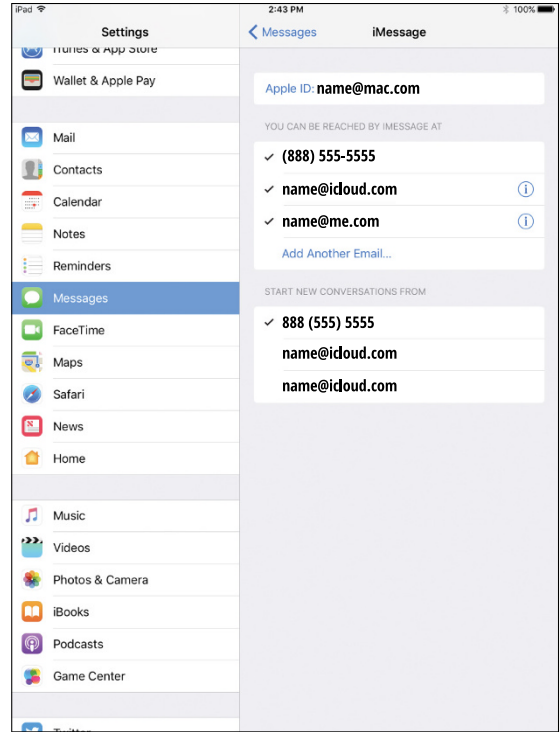 iPad
2:43 PM
100%
Settings
Messages
iMessage
iTunes & App Store
Wallet & Apple Pay
Mail
Contacts
Calendar
Notes
Reminders
Messages
FaceTime
Maps
Safari
News
Home
Music
Videos
Photos & Camera
iBooks
Podcasts
Game Center
Twitter
Apple ID: name@mac.com
YOU CAN BE REACHED BY IMESSAGE AT
(888) 555-5555
name@icloud.com
name@me.com
Add Another Email...
START NEW CONVERSATIONS FROM
888 (555) 5555
name@icloud.com
name@icloud.com